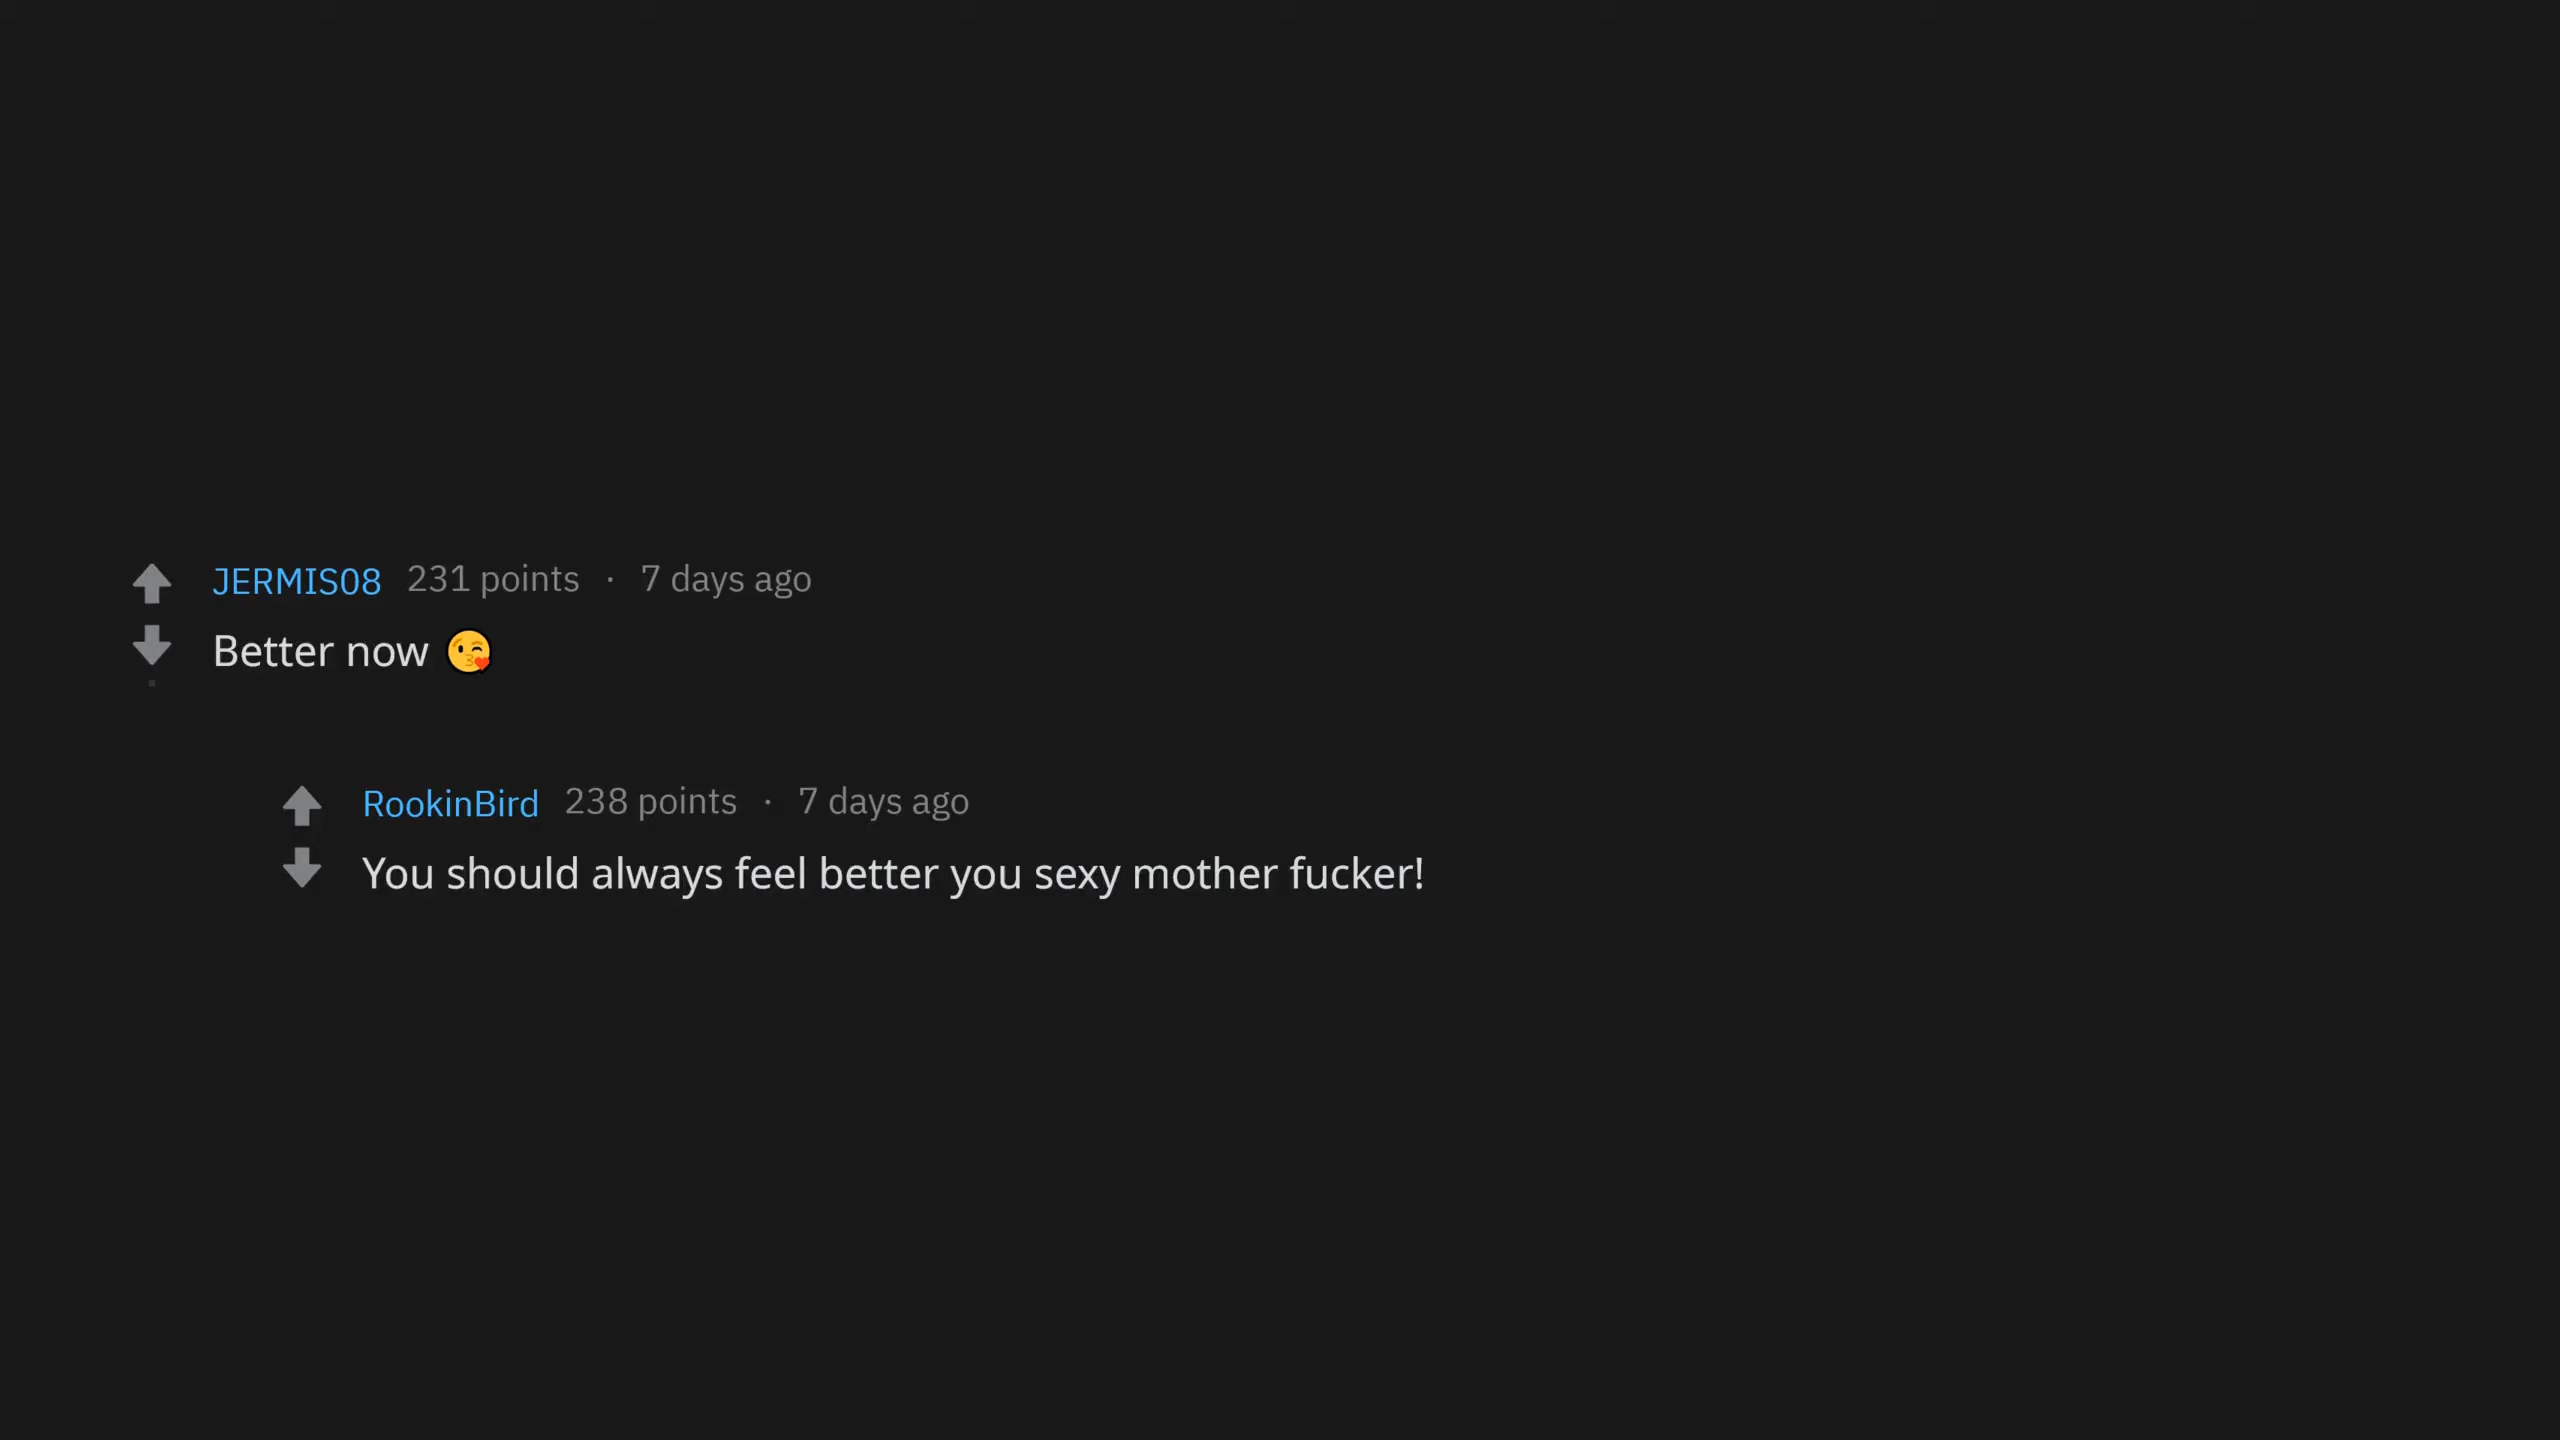 JERMIS08 231 points · 7 days ago
Better now 😘
RookinBird 238 points · 7 days ago
You should always feel better you sexy mother fucker!